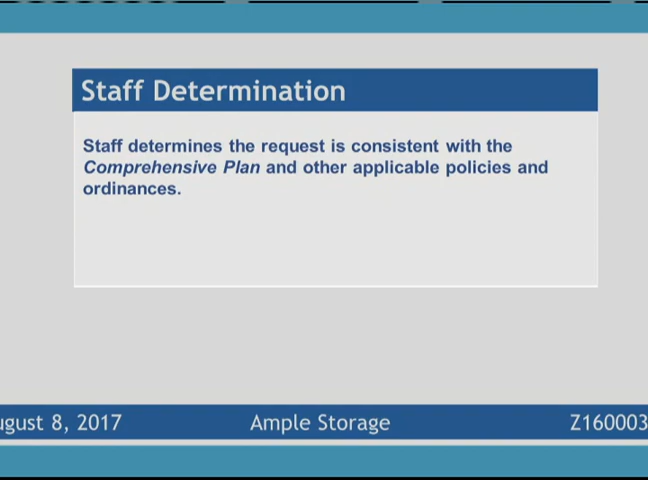 Staff Determination
Staff determines the request is consistent with the
Comprehensive Plan and other applicable policies and
ordinances.
ugust 8, 2017 Ample Storage Z160003